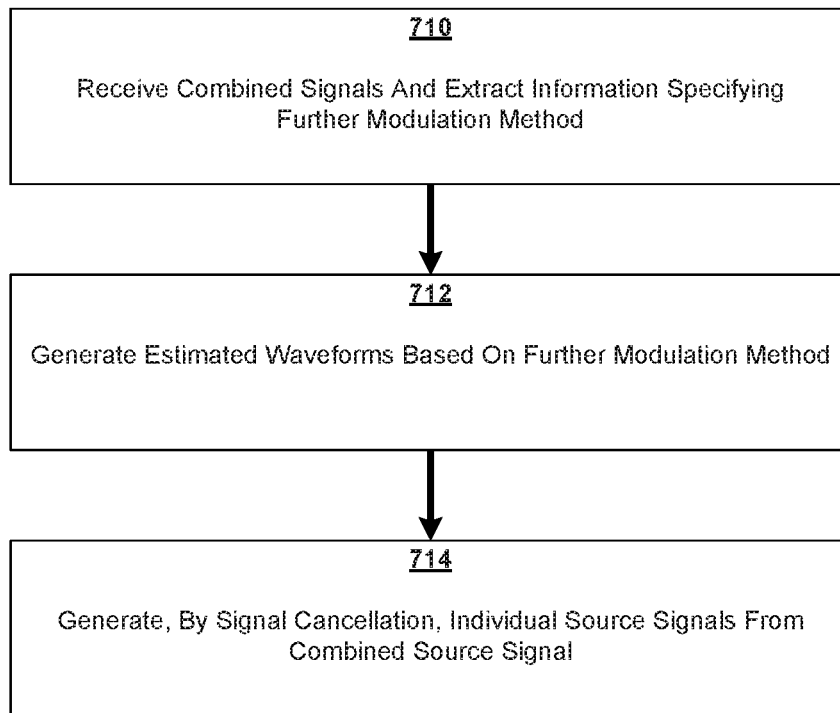 710
Receive Combined Signals And Extract Information Specifying
Further Modulation Method
712
Generate Estimated Waveforms Based On Further Modulation Method
714
Generate, By Signal Cancellation, Individual Source Signals From
Combined Source Signal